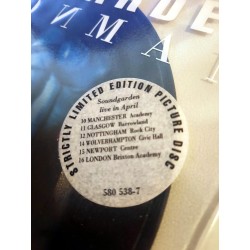 STRICTLY LIMITED EDITION PICTURE DISC
Soundgarden
live in April
10 MANCHESTER Academy
11 GLASGOW Barrowland
12 NOTTINGHAM Rock City
14 WOLVERHAMPTON Civic Hall
15 NEWPORT Centre
16 LONDON Brixton Academy
580 538-7